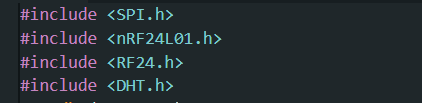 #include <SPI.h>
#include <nRF24L01.h>
#include <RF24.h>
#include <DHT.h>